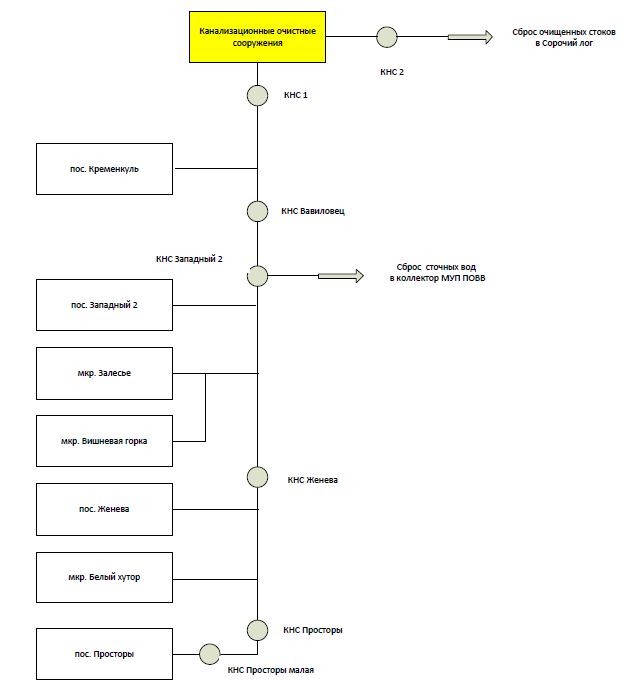 Канализационные очистные
сооружения
Сброс очищенных стоков
в Сорочий лог
КНС 2
КНС 1
пос. Кременкуль
КНС Вавиловец
КНС Западный 2
Сброс сточных вод
в коллектор МУП ПОВВ
пос. Западный 2
мкр. Залесье
мкр. Вишневая горка
КНС Женева
пос. Женева
мкр. Белый хутор
КНС Просторы
пос. Просторы
КНС Просторы малая